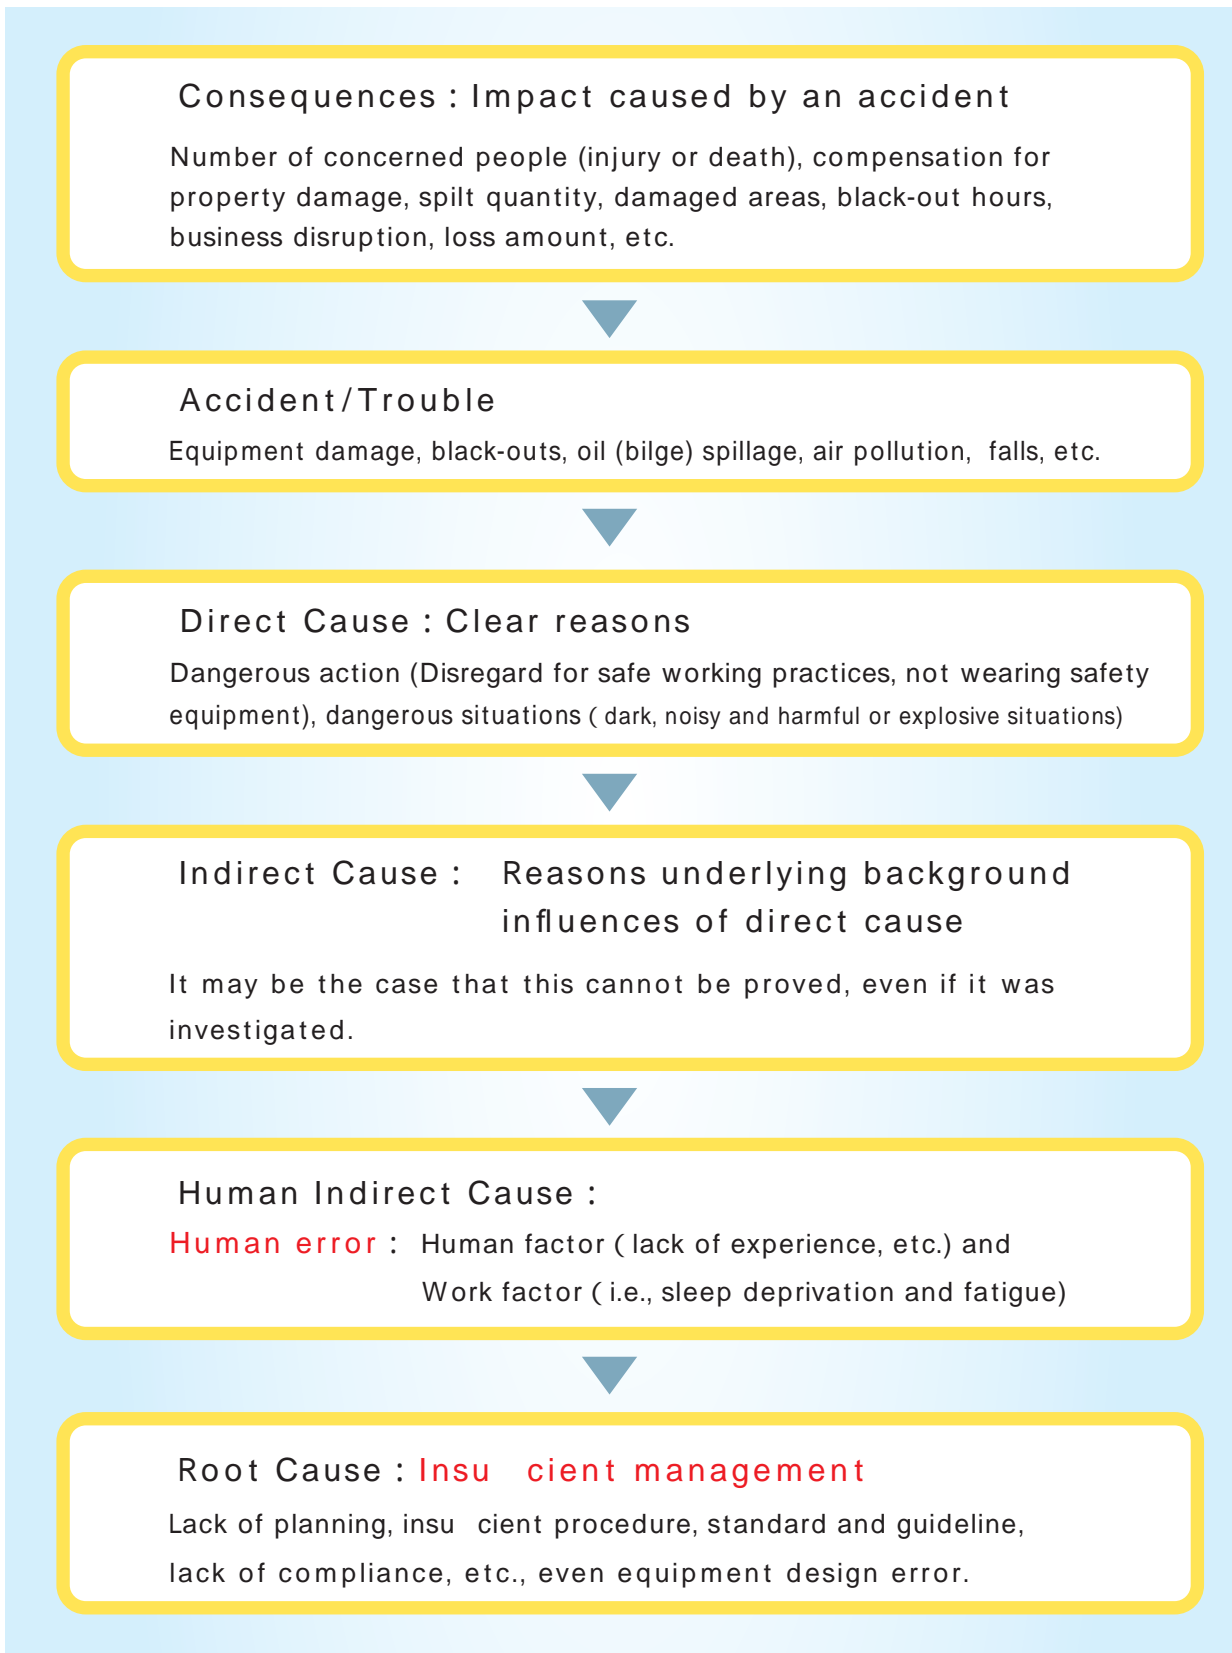 Consequences : Impact caused by an accident
Number of concerned people (injury or death), compensation for
property damage, spilt quantity, damaged areas, black-out hours,
business disruption, loss amount, etc.
Accident/Trouble
Equipment damage, black-outs, oil (bilge) spillage, air pollution, falls, etc.
Direct Cause : Clear reasons
Dangerous action (Disregard for safe working practices, not wearing safety
equipment), dangerous situations ( dark, noisy and harmful or explosive situations)
Indirect Cause : Reasons underlying background
influences of direct cause
It may be the case that this cannot be proved, even if it was
investigated.
Human Indirect Cause :
Human error : Human factor ( lack of experience, etc.) and
Work factor ( i.e., sleep deprivation and fatigue)
Root Cause : Insu cient management
Lack of planning, insu cient procedure, standard and guideline,
lack of compliance, etc., even equipment design error.